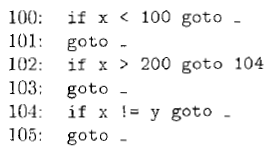 100: if x < 100 goto _
101: goto _
102: if x > 200 goto 104
103: goto _
104: if x != y goto _
105: goto _